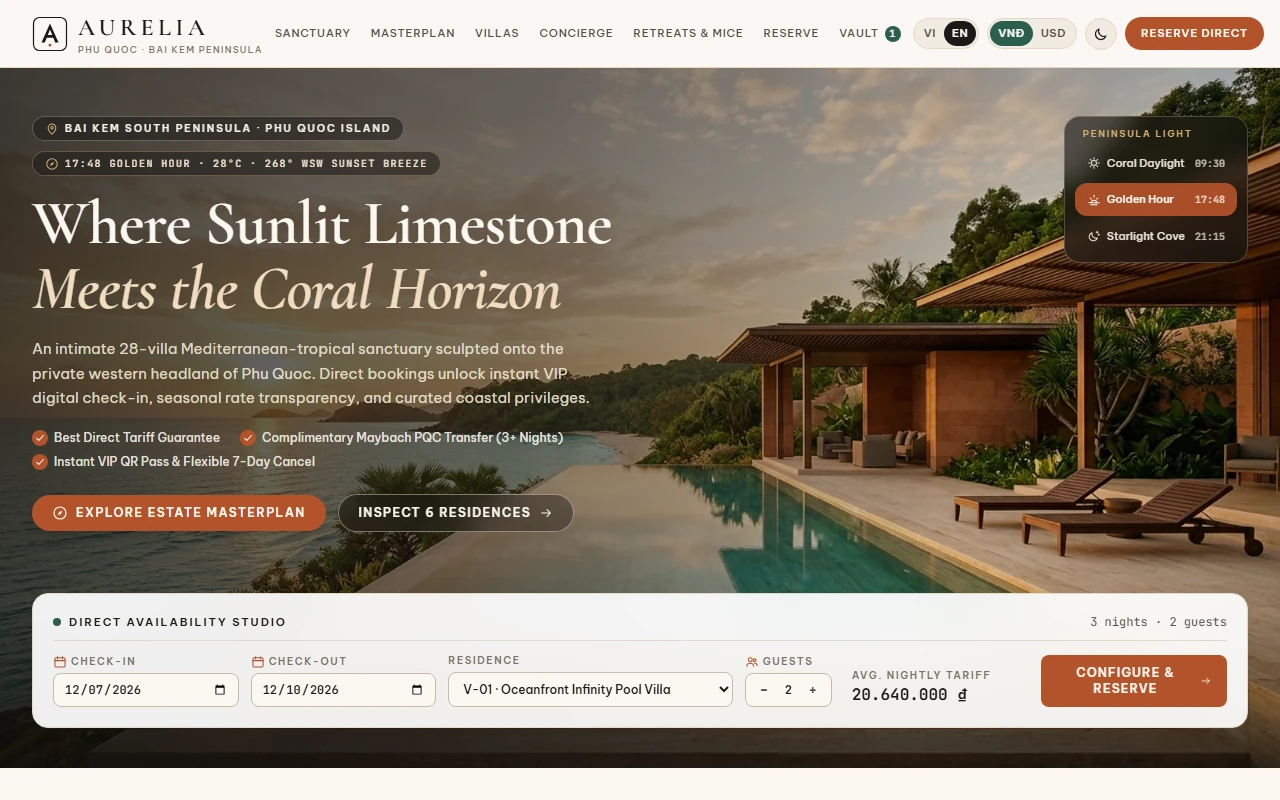 A AURELIA
PHU QUOC · BAI KEM PENINSULA
SANCTUARY MASTERPLAN VILLAS CONCIERGE RETREATS & MICE RESERVE VAULT 1 VI EN VNĐ USD RESERVE DIRECT
BAI KEM SOUTH PENINSULA · PHU QUOC ISLAND
17:48 GOLDEN HOUR · 28°C · 268° WSW SUNSET BREEZE
Where Sunlit Limestone
Meets the Coral Horizon
An intimate 28-villa Mediterranean-tropical sanctuary sculpted onto the
private western headland of Phu Quoc. Direct bookings unlock instant VIP
digital check-in, seasonal rate transparency, and curated coastal privileges.
Best Direct Tariff Guarantee Complimentary Maybach PQC Transfer (3+ Nights)
Instant VIP QR Pass & Flexible 7-Day Cancel
EXPLORE ESTATE MASTERPLAN INSPECT 6 RESIDENCES →
PENINSULA LIGHT
Coral Daylight 09:30
Golden Hour 17:48
Starlight Cove 21:15
DIRECT AVAILABILITY STUDIO 3 nights · 2 guests
CHECK-IN CHECK-OUT RESIDENCE GUESTS
12/07/2026 12/10/2026 V-01 · Oceanfront Infinity Pool Villa − 2 +
AVG. NIGHTLY TARIFF
20.640.000 ₫
CONFIGURE &
RESERVE →